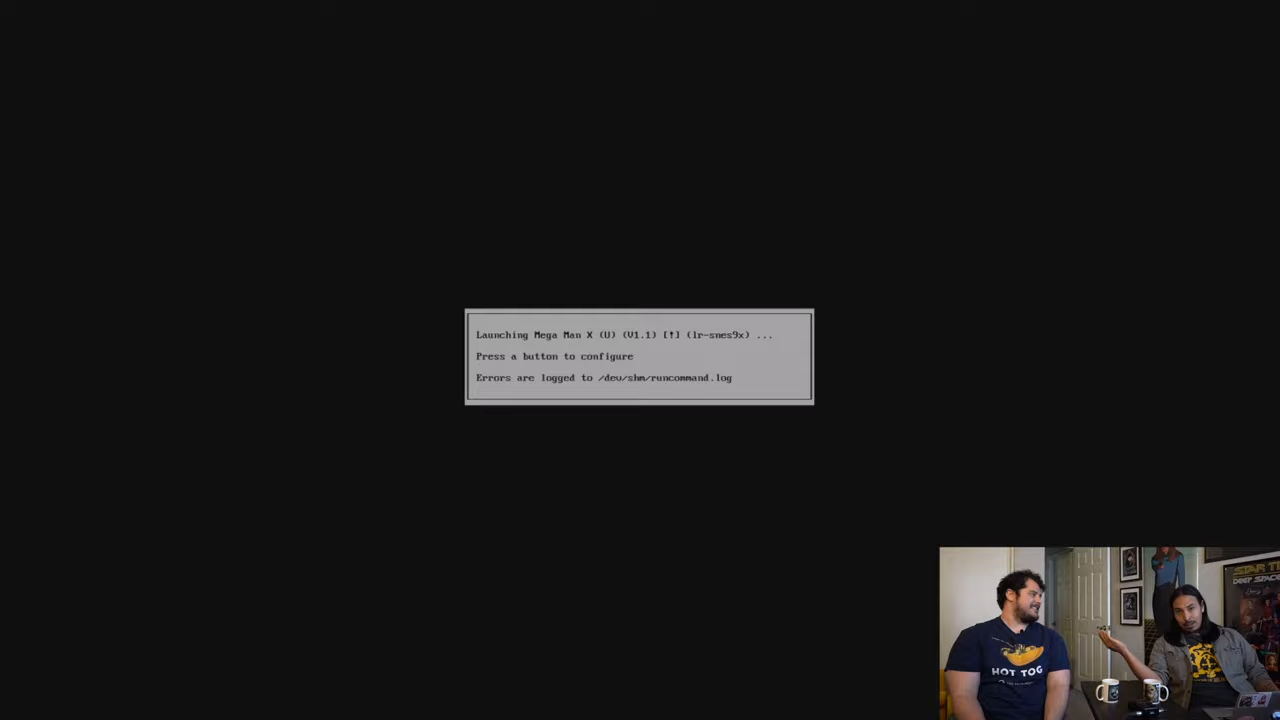 Launching Mega Man X (U) (V1.1) [!] (lr-snes9x) ...
Press a button to configure
Errors are logged to /dev/shm/runcommand.log
STAR T
DEEP SPAC
HOT TOG